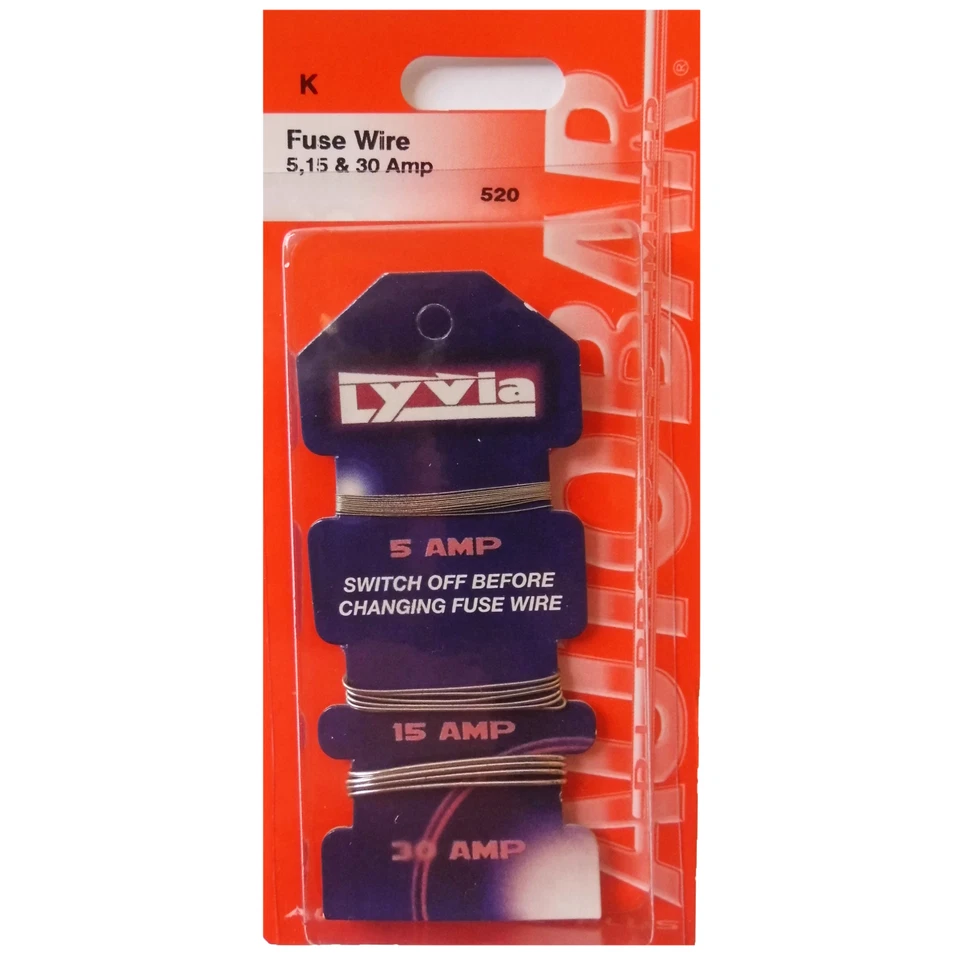 K
Fuse Wire
5,15 & 30 Amp
520
AUTOBAR®
Lyvia
5 AMP
SWITCH OFF BEFORE
CHANGING FUSE WIRE
15 AMP
30 AMP